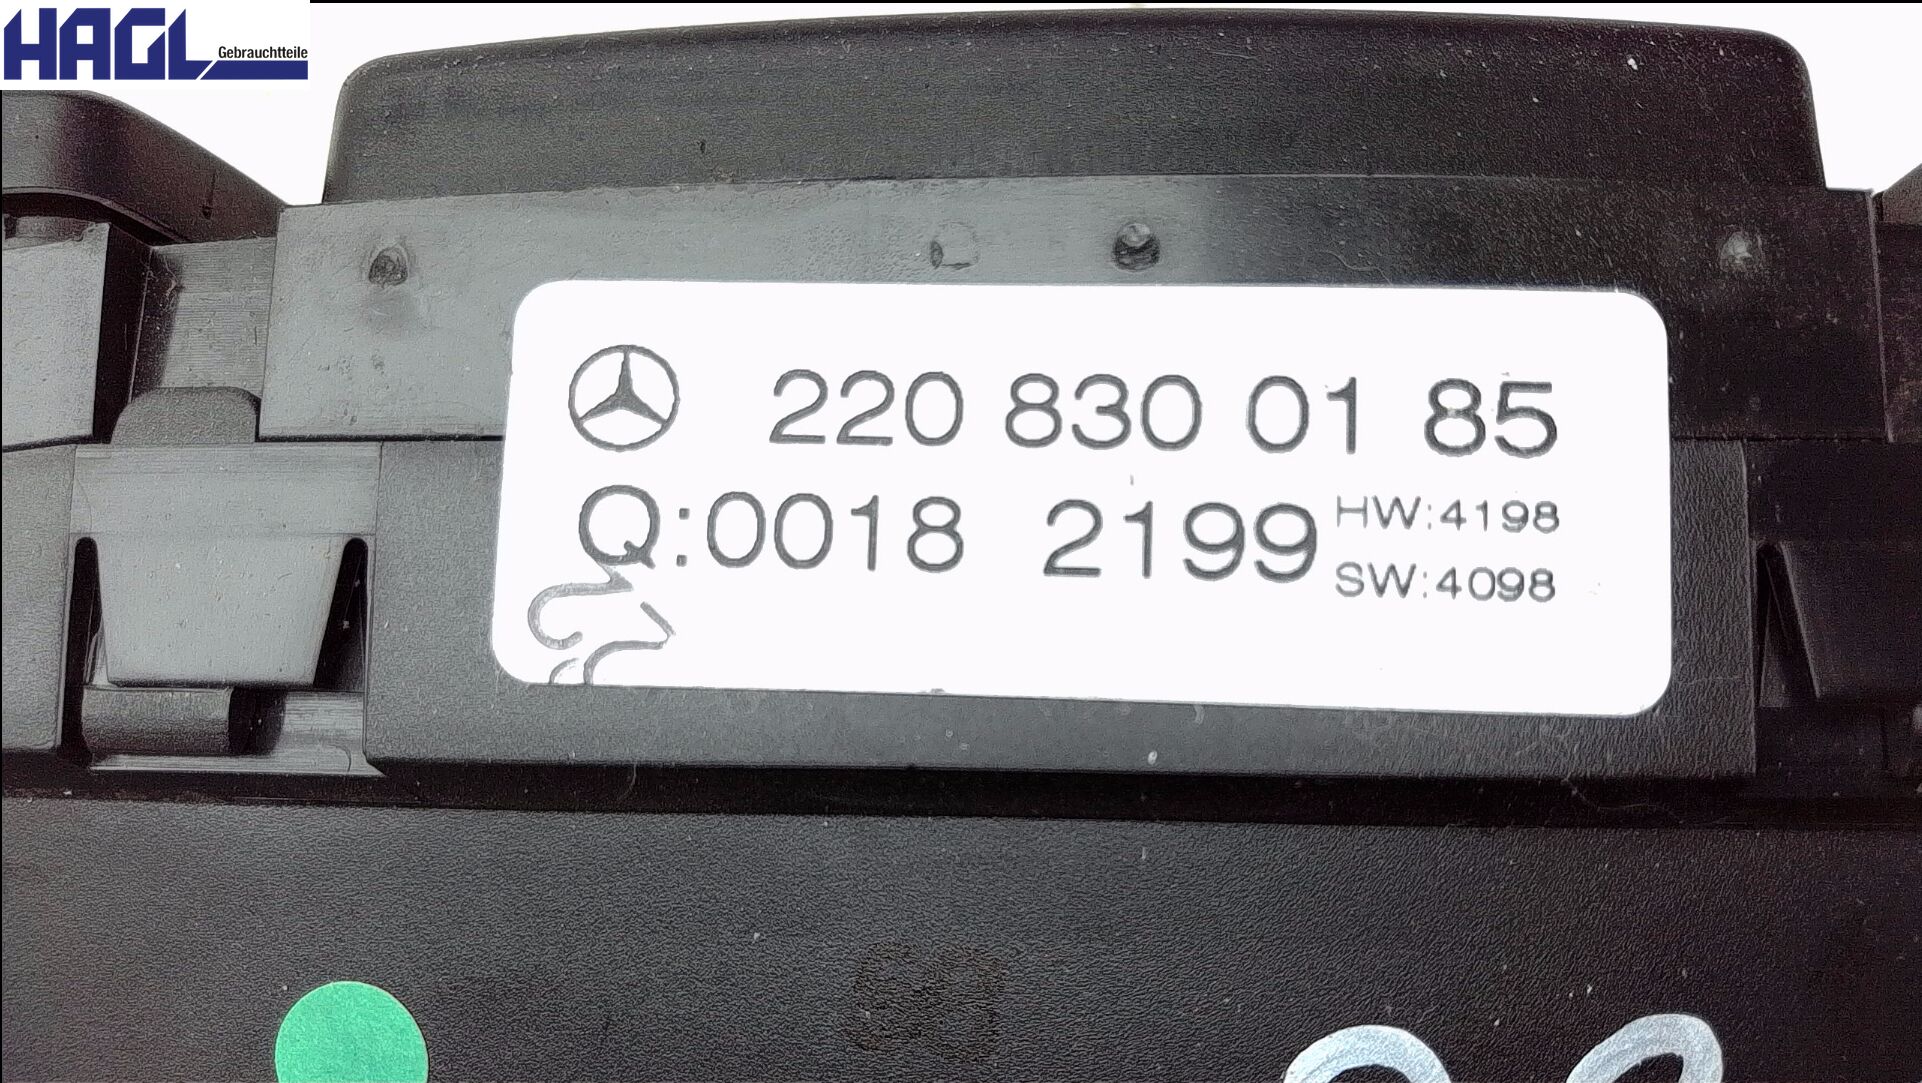 HAGL Gebrauchtteile
220 830 01 85
Q:0018 2199 HW:4198
SW:4098